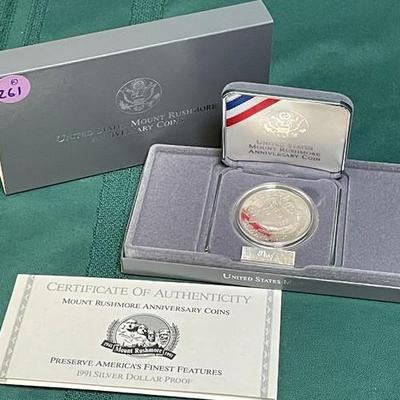 261
UNITED STATES MOUNT RUSHMORE
ANNIVERSARY COINS
UNITED STATES
MOUNT RUSHMORE
ANNIVERSARY COIN
UNITED STATES
CERTIFICATE OF AUTHENTICITY
MOUNT RUSHMORE ANNIVERSARY COINS
1941 1991
Mount Rushmore
PRESERVE AMERICA'S FINEST FEATURES
1991 SILVER DOLLAR PROOF